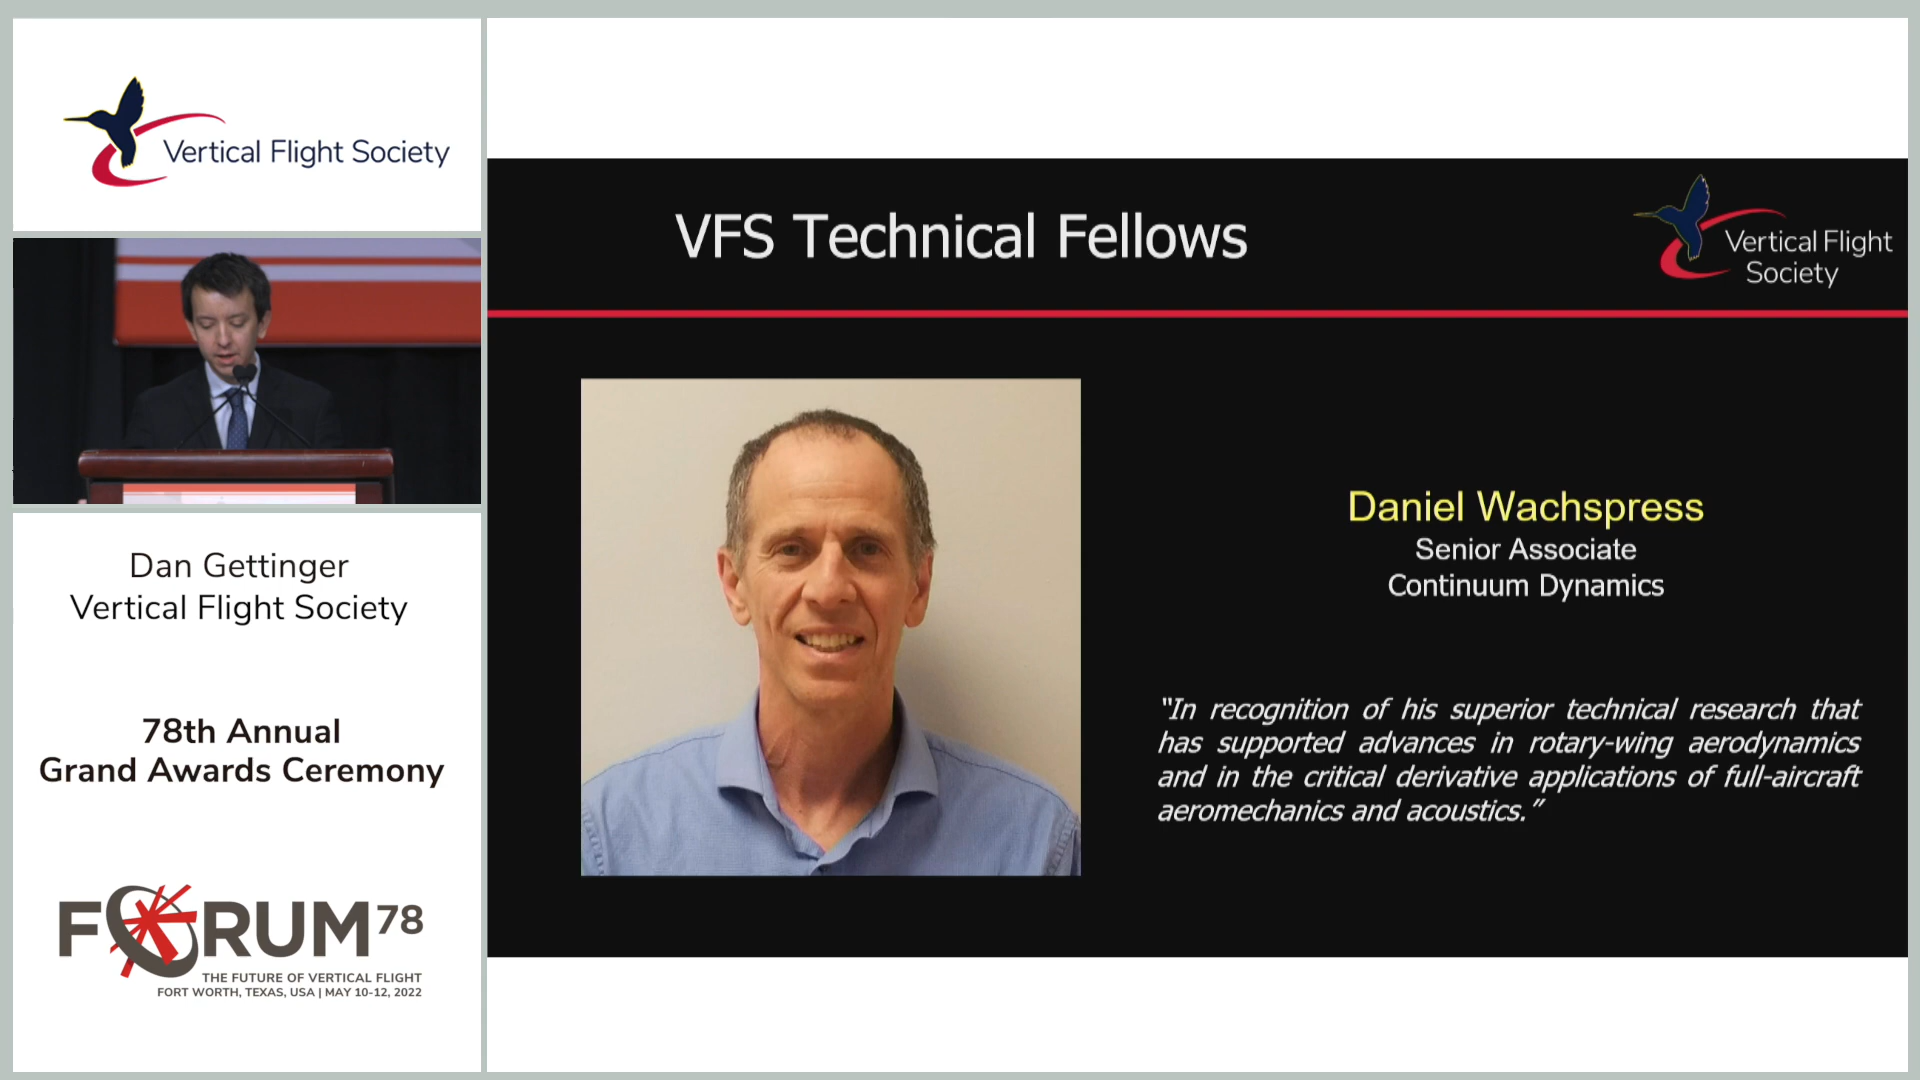 Vertical Flight Society
Dan Gettinger
Vertical Flight Society
78th Annual
Grand Awards Ceremony
FORUM 78
THE FUTURE OF VERTICAL FLIGHT
FORT WORTH, TEXAS, USA | MAY 10-12, 2022
VFS Technical Fellows
Vertical Flight
Society
Daniel Wachspress
Senior Associate
Continuum Dynamics
“In recognition of his superior technical research that
has supported advances in rotary-wing aerodynamics
and in the critical derivative applications of full-aircraft
aeromechanics and acoustics.”